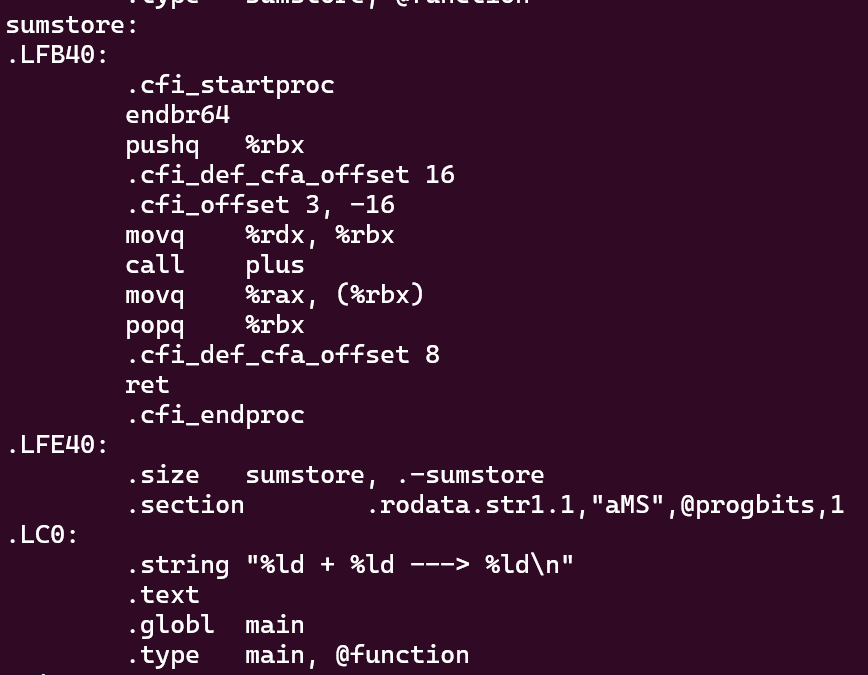 .type sumstore, @function
sumstore:
.LFB40:
.cfi_startproc
endbr64
pushq %rbx
.cfi_def_cfa_offset 16
.cfi_offset 3, -16
movq %rdx, %rbx
call plus
movq %rax, (%rbx)
popq %rbx
.cfi_def_cfa_offset 8
ret
.cfi_endproc
.LFE40:
.size sumstore, .-sumstore
.section .rodata.str1.1,"aMS",@progbits,1
.LC0:
.string "%ld + %ld ---> %ld\n"
.text
.globl main
.type main, @function